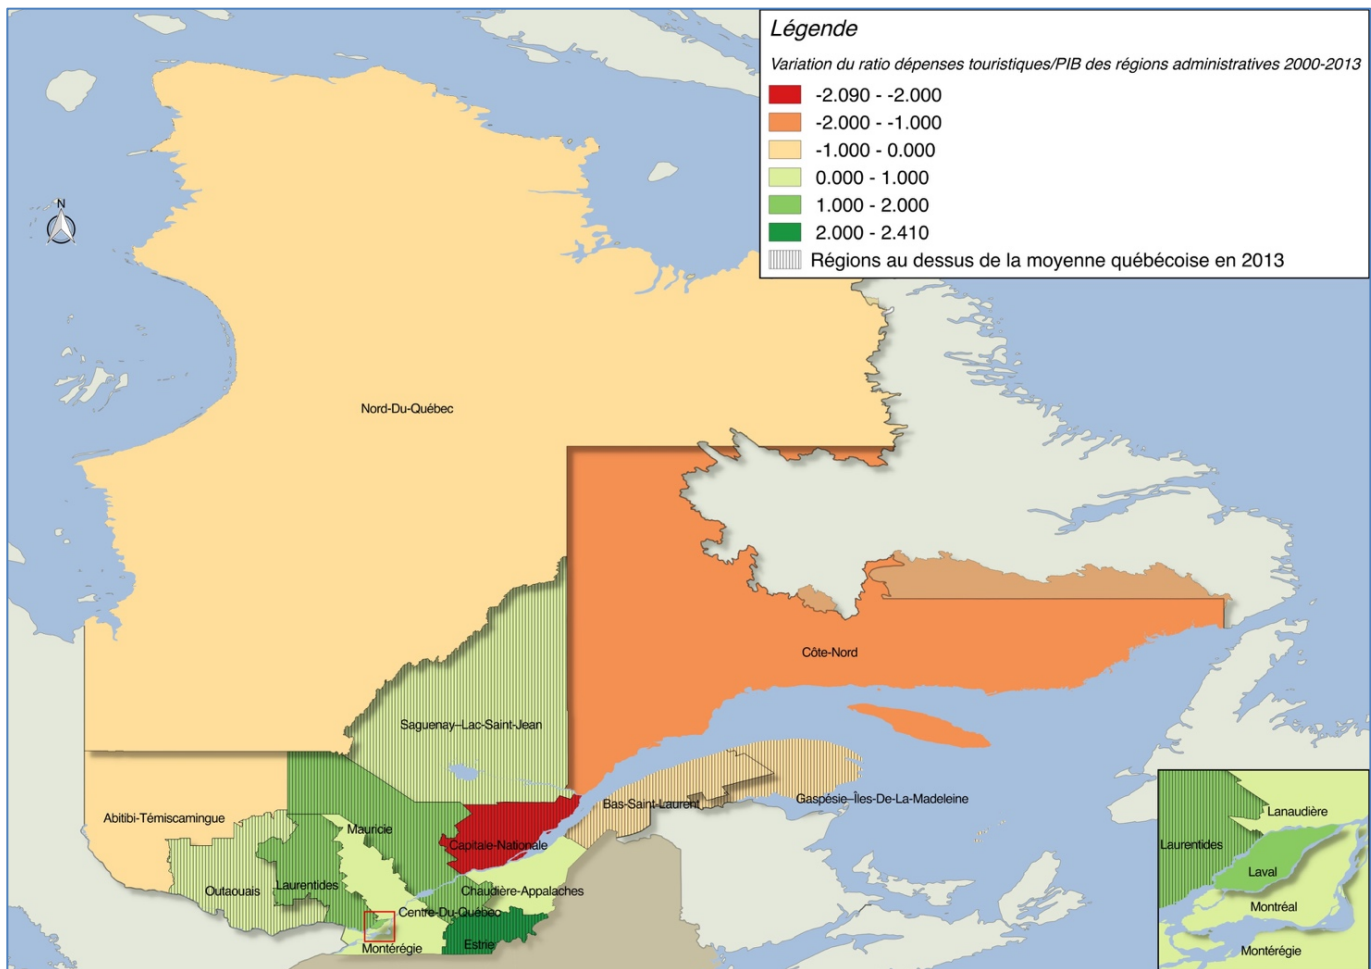 Légende
Variation du ratio dépenses touristiques/PIB des régions administratives 2000-2013
-2.090 - -2.000
-2.000 - -1.000
-1.000 - 0.000
0.000 - 1.000
1.000 - 2.000
2.000 - 2.410
Régions au dessus de la moyenne québécoise en 2013
N
Nord-Du-Québec
Côte-Nord
Saguenay–Lac-Saint-Jean
Bas-Saint-Laurent
Gaspésie–Îles-De-La-Madeleine
Abitibi-Témiscamingue
Mauricie
Capitale-Nationale
Outaouais
Laurentides
Chaudière-Appalaches
Centre-Du-Québec
Montérégie
Estrie
Lanaudière
Laurentides
Laval
Montréal
Montérégie